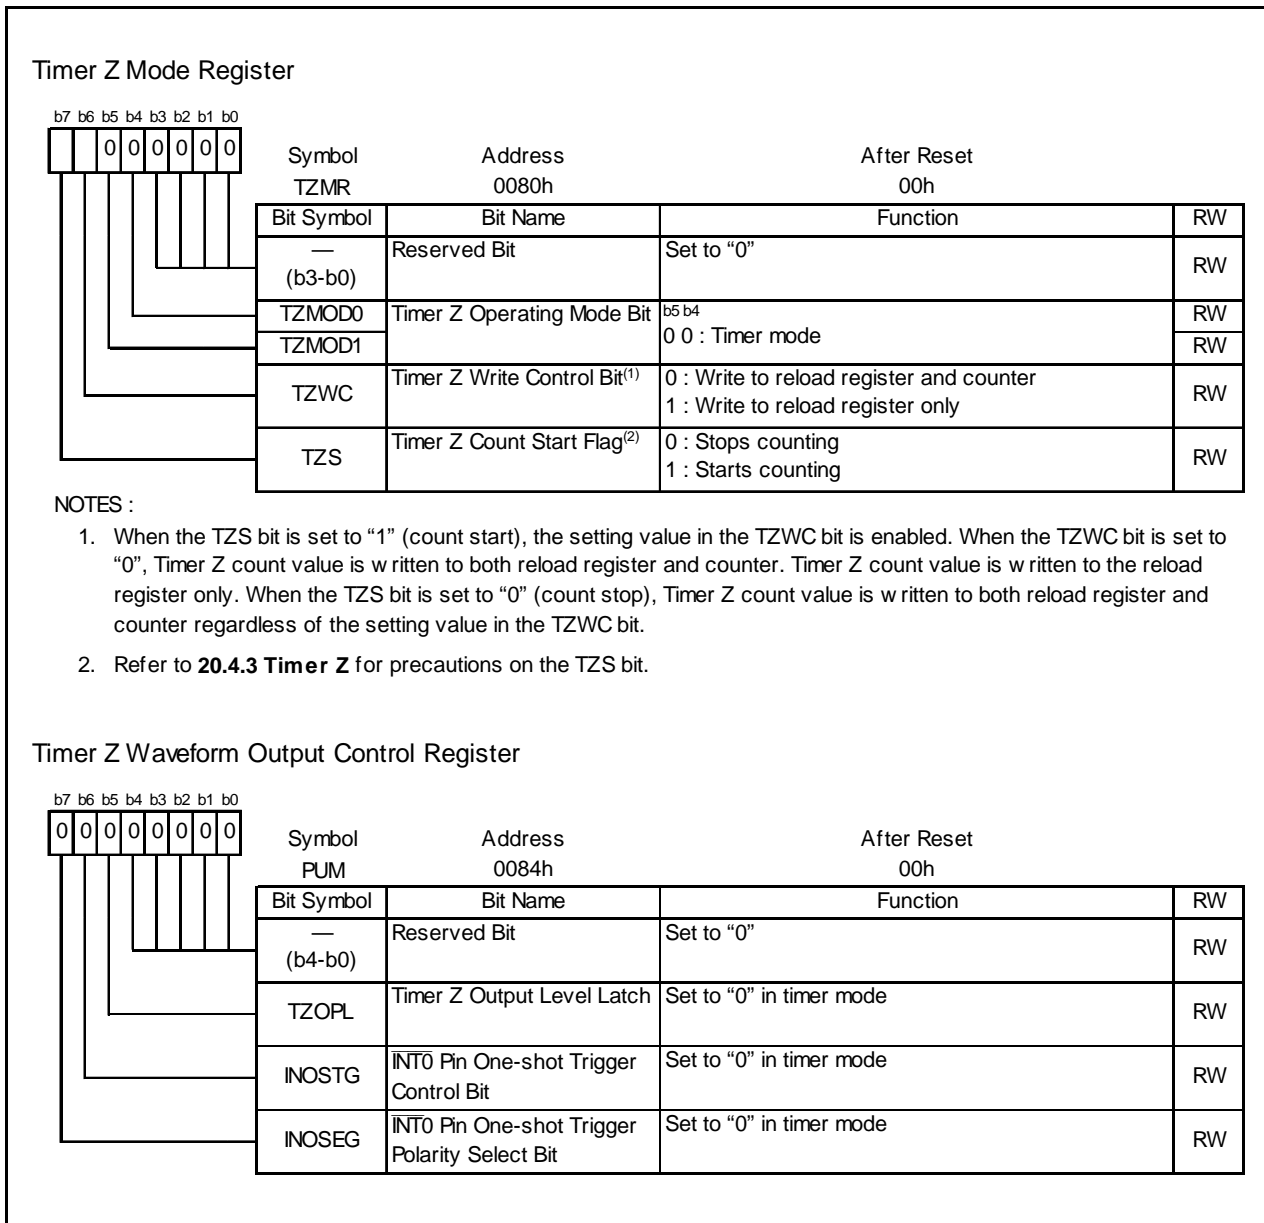 Timer Z Mode Register
b7 b6 b5 b4 b3 b2 b1 b0
0 0 0 0 0 0
Symbol Address After Reset
TZMR 0080h 00h
Bit Symbol Bit Name Function RW
— (b3-b0) Reserved Bit Set to “0” RW
TZMOD0 Timer Z Operating Mode Bit b5 b4 RW
TZMOD1 0 0 : Timer mode RW
TZWC Timer Z Write Control Bit(1) 0 : Write to reload register and counter RW
1 : Write to reload register only
TZS Timer Z Count Start Flag(2) 0 : Stops counting RW
1 : Starts counting
NOTES :
1. When the TZS bit is set to “1” (count start), the setting value in the TZWC bit is enabled. When the TZWC bit is set to
“0”, Timer Z count value is written to both reload register and counter. Timer Z count value is written to the reload
register only. When the TZS bit is set to “0” (count stop), Timer Z count value is written to both reload register and
counter regardless of the setting value in the TZWC bit.
2. Refer to 20.4.3 Timer Z for precautions on the TZS bit.
Timer Z Waveform Output Control Register
b7 b6 b5 b4 b3 b2 b1 b0
0 0 0 0 0 0 0 0
Symbol Address After Reset
PUM 0084h 00h
Bit Symbol Bit Name Function RW
— (b4-b0) Reserved Bit Set to “0” RW
TZOPL Timer Z Output Level Latch Set to “0” in timer mode RW
INOSTG INT0 Pin One-shot Trigger Set to “0” in timer mode RW
Control Bit
INOSEG INT0 Pin One-shot Trigger Set to “0” in timer mode RW
Polarity Select Bit